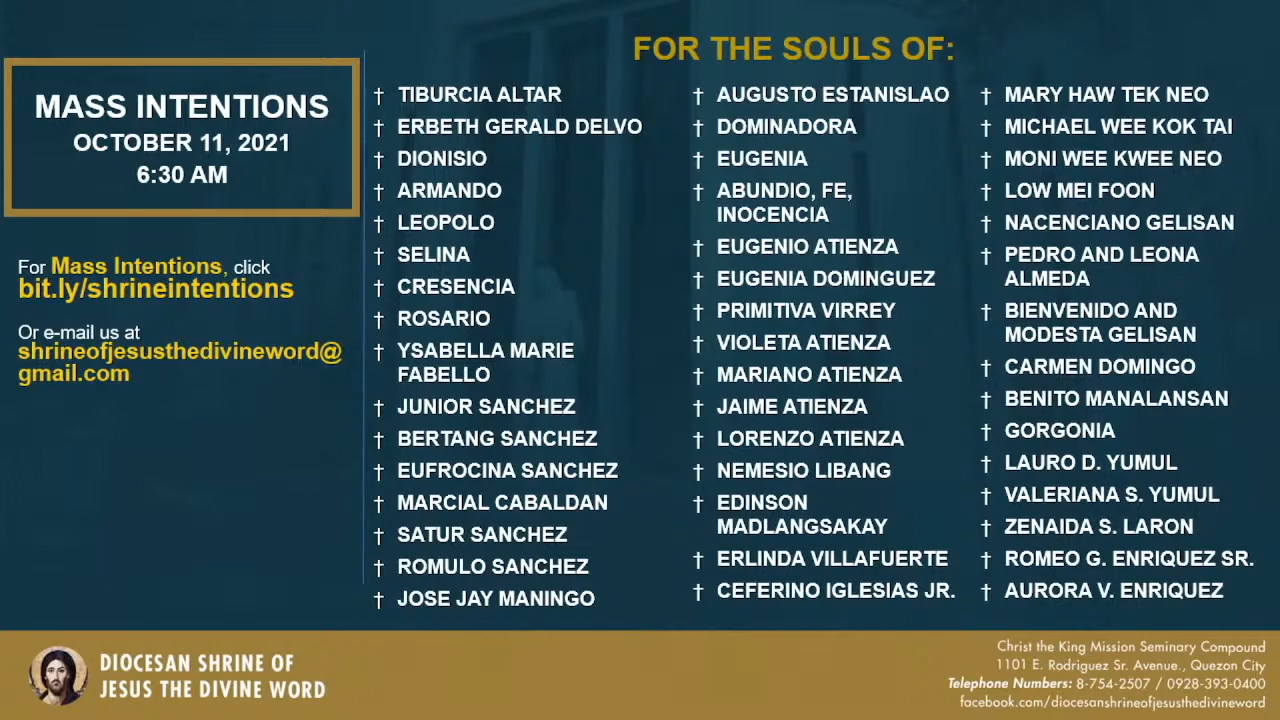 MASS INTENTIONS
OCTOBER 11, 2021
6:30 AM
For Mass Intentions, click
bit.ly/shrineintentions
Or e-mail us at
shrineofjesusthedivineword@
gmail.com
FOR THE SOULS OF:
† TIBURCIA ALTAR
† ERBETH GERALD DELVO
† DIONISIO
† ARMANDO
† LEOPOLO
† SELINA
† CRESENCIA
† ROSARIO
† YSABELLA MARIE
FABELLO
† JUNIOR SANCHEZ
† BERTANG SANCHEZ
† EUFROCINA SANCHEZ
† MARCIAL CABALDAN
† SATUR SANCHEZ
† ROMULO SANCHEZ
† JOSE JAY MANINGO
† AUGUSTO ESTANISLAO
† DOMINADORA
† EUGENIA
† ABUNDIO, FE,
INOCENCIA
† EUGENIO ATIENZA
† EUGENIA DOMINGUEZ
† PRIMITIVA VIRREY
† VIOLETA ATIENZA
† MARIANO ATIENZA
† JAIME ATIENZA
† LORENZO ATIENZA
† NEMESIO LIBANG
† EDINSON
MADLANGSAKAY
† ERLINDA VILLAFUERTE
† CEFERINO IGLESIAS JR.
† MARY HAW TEK NEO
† MICHAEL WEE KOK TAI
† MONI WEE KWEE NEO
† LOW MEI FOON
† NACENCIANO GELISAN
† PEDRO AND LEONA
ALMEDA
† BIENVENIDO AND
MODESTA GELISAN
† CARMEN DOMINGO
† BENITO MANALANSAN
† GORGONIA
† LAURO D. YUMUL
† VALERIANA S. YUMUL
† ZENAIDA S. LARON
† ROMEO G. ENRIQUEZ SR.
† AURORA V. ENRIQUEZ
DIOCESAN SHRINE OF
JESUS THE DIVINE WORD
Christ the King Mission Seminary Compound
1101 E. Rodriguez Sr. Avenue., Quezon City
Telephone Numbers: 8-754-2507 / 0928-393-0400
facebook.com/diocesanshrineofjesusthedivineword